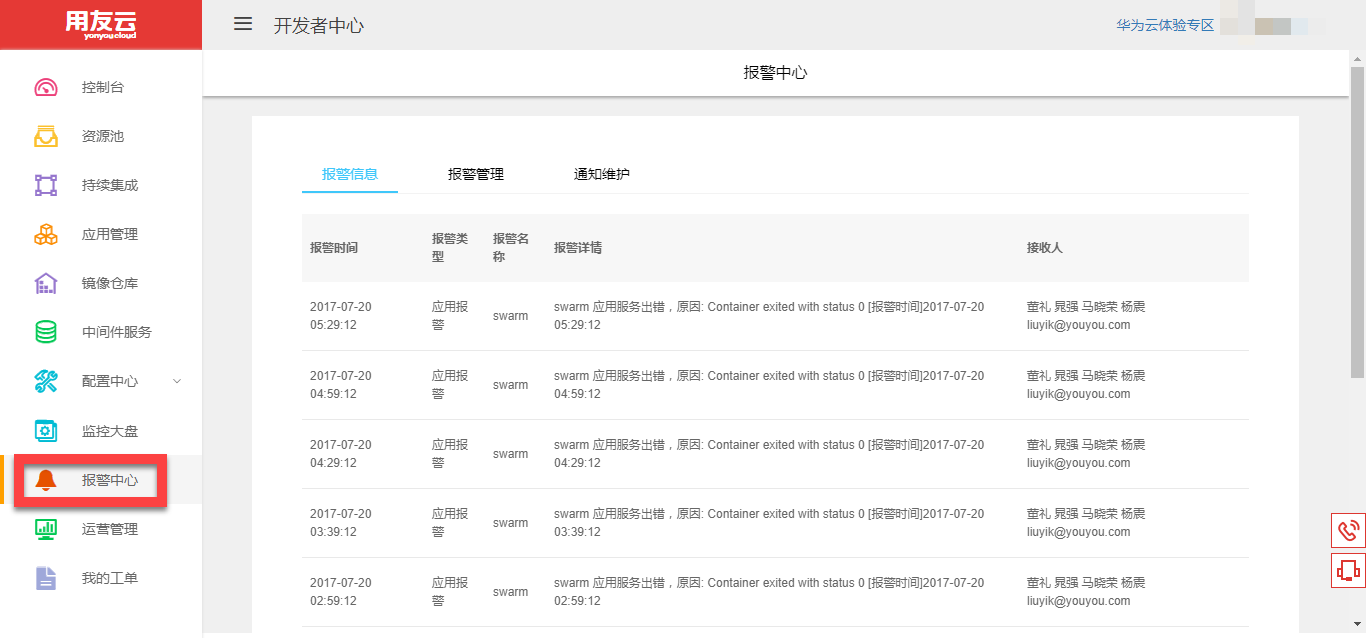 用友云
yonyoucloud
开发者中心
华为云体验专区
控制台
资源池
持续集成
应用管理
镜像仓库
中间件服务
配置中心
监控大盘
报警中心
运营管理
我的工单
报警中心
报警信息 报警管理 通知维护
报警时间 报警类型 报警名称 报警详情 接收人
2017-07-20 应用报 swarm swarm 应用服务出错，原因: Container exited with status 0 [报警时间]2017-07-20 董礼 晁强 马晓荣 杨震
05:29:12 警 05:29:12 liuyik@youyou.com
2017-07-20 应用报 swarm swarm 应用服务出错，原因: Container exited with status 0 [报警时间]2017-07-20 董礼 晁强 马晓荣 杨震
04:59:12 警 04:59:12 liuyik@youyou.com
2017-07-20 应用报 swarm swarm 应用服务出错，原因: Container exited with status 0 [报警时间]2017-07-20 董礼 晁强 马晓荣 杨震
04:29:12 警 04:29:12 liuyik@youyou.com
2017-07-20 应用报 swarm swarm 应用服务出错，原因: Container exited with status 0 [报警时间]2017-07-20 董礼 晁强 马晓荣 杨震
03:39:12 警 03:39:12 liuyik@youyou.com
2017-07-20 应用报 swarm swarm 应用服务出错，原因: Container exited with status 0 [报警时间]2017-07-20 董礼 晁强 马晓荣 杨震
02:59:12 警 02:59:12 liuyik@youyou.com